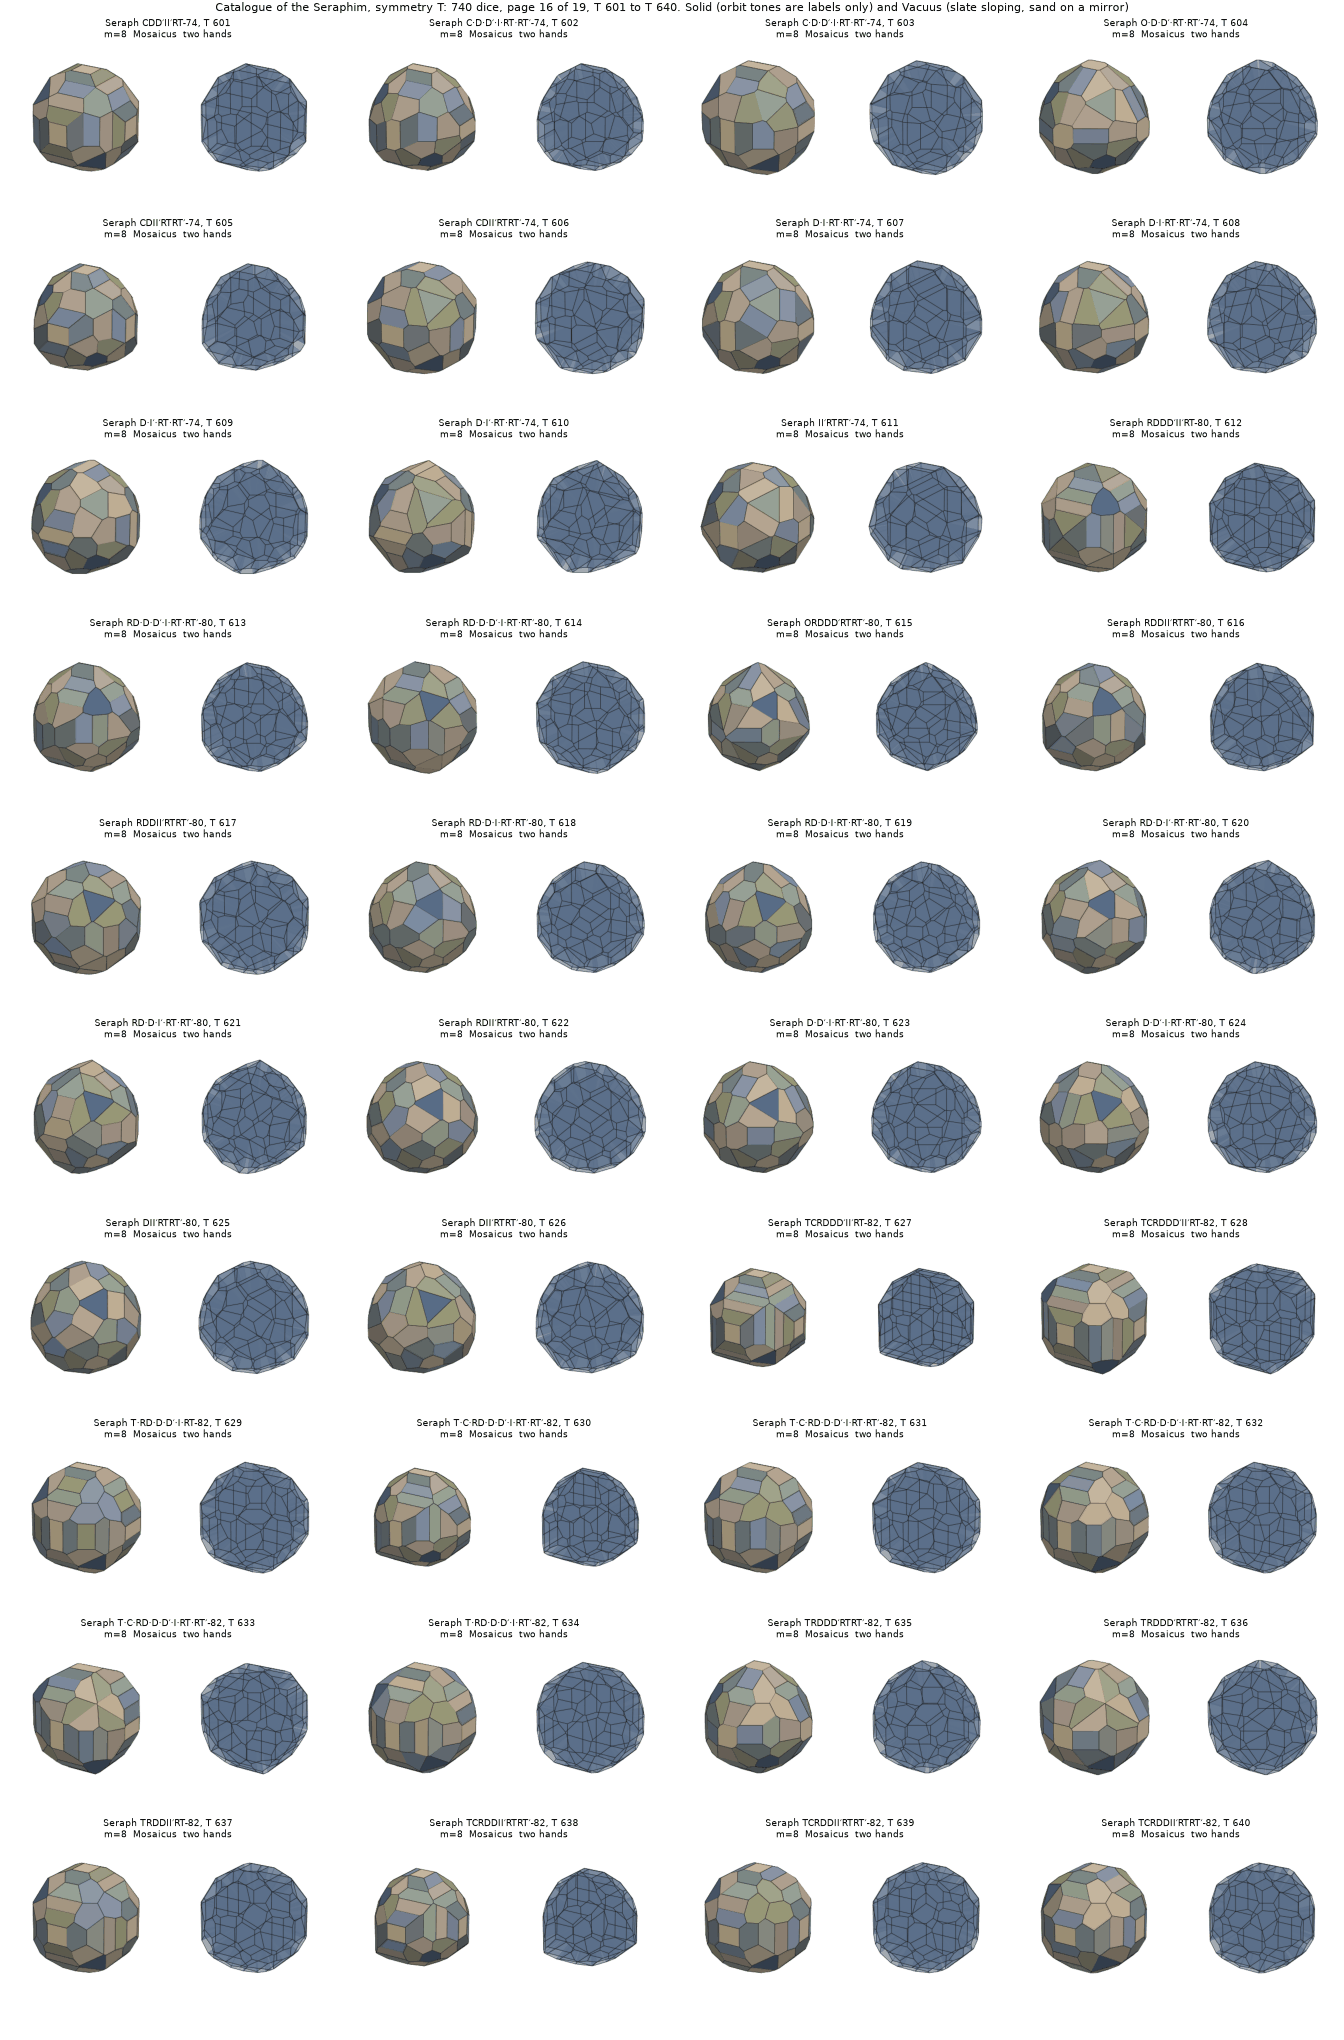 Catalogue of the Seraphim, symmetry T: 740 dice, page 16 of 19, T 601 to T 640. Solid (orbit tones are labels only) and Vacuus (slate sloping, sand on a mirror)
Seraph CDD′II′RT-74, T 601
m=8 Mosaicus two hands
Seraph C·D·D′·I·RT·RT′-74, T 602
m=8 Mosaicus two hands
Seraph C·D·D′·I·RT·RT′-74, T 603
m=8 Mosaicus two hands
Seraph O·D·D′·RT·RT′-74, T 604
m=8 Mosaicus two hands
Seraph CDII′RTRT′-74, T 605
m=8 Mosaicus two hands
Seraph CDII′RTRT′-74, T 606
m=8 Mosaicus two hands
Seraph D·I·RT·RT′-74, T 607
m=8 Mosaicus two hands
Seraph D·I·RT·RT′-74, T 608
m=8 Mosaicus two hands
Seraph D·I′·RT·RT′-74, T 609
m=8 Mosaicus two hands
Seraph D·I′·RT·RT′-74, T 610
m=8 Mosaicus two hands
Seraph II′RTRT′-74, T 611
m=8 Mosaicus two hands
Seraph RDDD′II′RT-80, T 612
m=8 Mosaicus two hands
Seraph RD·D·D′·I·RT·RT′-80, T 613
m=8 Mosaicus two hands
Seraph RD·D·D′·I·RT·RT′-80, T 614
m=8 Mosaicus two hands
Seraph ORDDD′RTRT′-80, T 615
m=8 Mosaicus two hands
Seraph RDDII′RTRT′-80, T 616
m=8 Mosaicus two hands
Seraph RDDII′RTRT′-80, T 617
m=8 Mosaicus two hands
Seraph RD·D·I·RT·RT′-80, T 618
m=8 Mosaicus two hands
Seraph RD·D·I·RT·RT′-80, T 619
m=8 Mosaicus two hands
Seraph RD·D·I′·RT·RT′-80, T 620
m=8 Mosaicus two hands
Seraph RD·D·I′·RT·RT′-80, T 621
m=8 Mosaicus two hands
Seraph RDII′RTRT′-80, T 622
m=8 Mosaicus two hands
Seraph D·D′·I·RT·RT′-80, T 623
m=8 Mosaicus two hands
Seraph D·D′·I·RT·RT′-80, T 624
m=8 Mosaicus two hands
Seraph DII′RTRT′-80, T 625
m=8 Mosaicus two hands
Seraph DII′RTRT′-80, T 626
m=8 Mosaicus two hands
Seraph TCRDDD′II′RT-82, T 627
m=8 Mosaicus two hands
Seraph TCRDDD′II′RT-82, T 628
m=8 Mosaicus two hands
Seraph T·RD·D·D′·I·RT-82, T 629
m=8 Mosaicus two hands
Seraph T·C·RD·D·D′·I·RT·RT′-82, T 630
m=8 Mosaicus two hands
Seraph T·C·RD·D·D′·I·RT·RT′-82, T 631
m=8 Mosaicus two hands
Seraph T·C·RD·D·D′·I·RT·RT′-82, T 632
m=8 Mosaicus two hands
Seraph T·C·RD·D·D′·I·RT·RT′-82, T 633
m=8 Mosaicus two hands
Seraph T·RD·D·D′·I·RT′-82, T 634
m=8 Mosaicus two hands
Seraph TRDDD′RTRT′-82, T 635
m=8 Mosaicus two hands
Seraph TRDDD′RTRT′-82, T 636
m=8 Mosaicus two hands
Seraph TRDDII′RT-82, T 637
m=8 Mosaicus two hands
Seraph TCRDDII′RTRT′-82, T 638
m=8 Mosaicus two hands
Seraph TCRDDII′RTRT′-82, T 639
m=8 Mosaicus two hands
Seraph TCRDDII′RTRT′-82, T 640
m=8 Mosaicus two hands